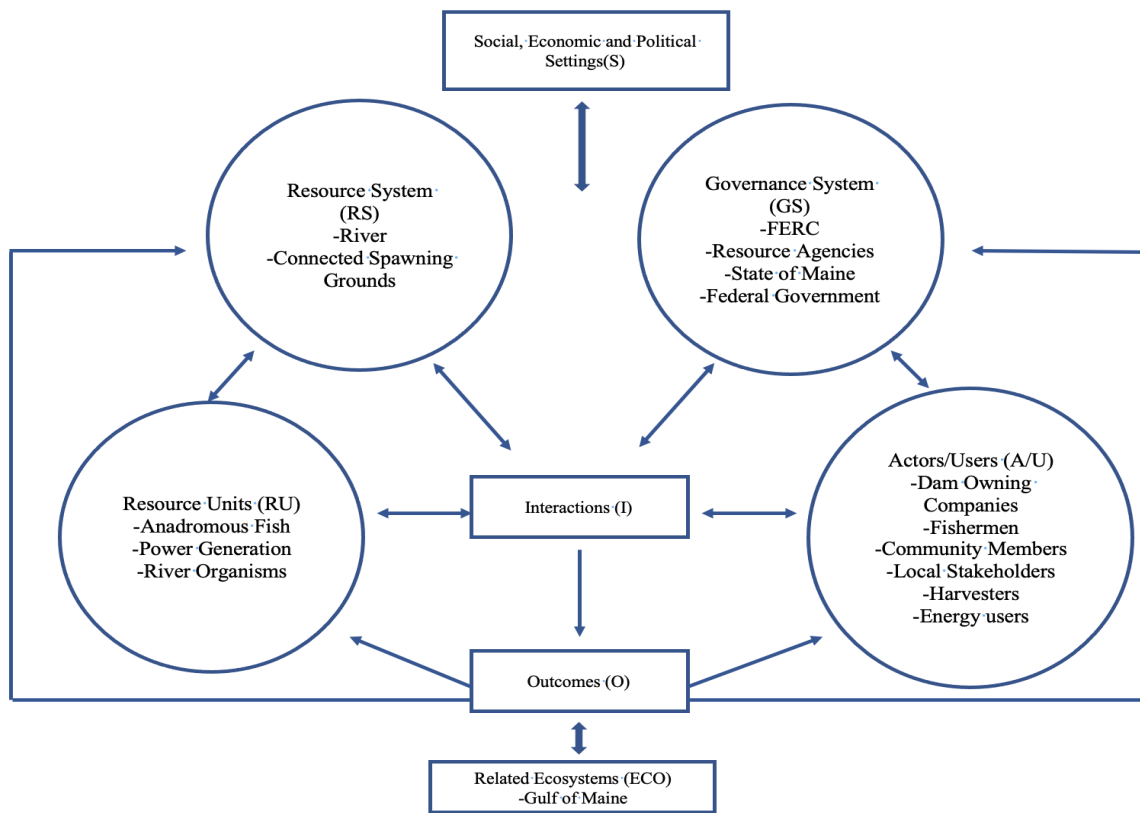 Social, Economic and Political
Settings(S)
Resource System
(RS)
-River
-Connected Spawning
Grounds
Governance System
(GS)
-FERC
-Resource Agencies
-State of Maine
-Federal Government
Resource Units (RU)
-Anadromous Fish
-Power Generation
-River Organisms
Interactions (I)
Actors/Users (A/U)
-Dam Owning
Companies
-Fishermen
-Community Members
-Local Stakeholders
-Harvesters
-Energy users
Outcomes (O)
Related Ecosystems (ECO)
-Gulf of Maine